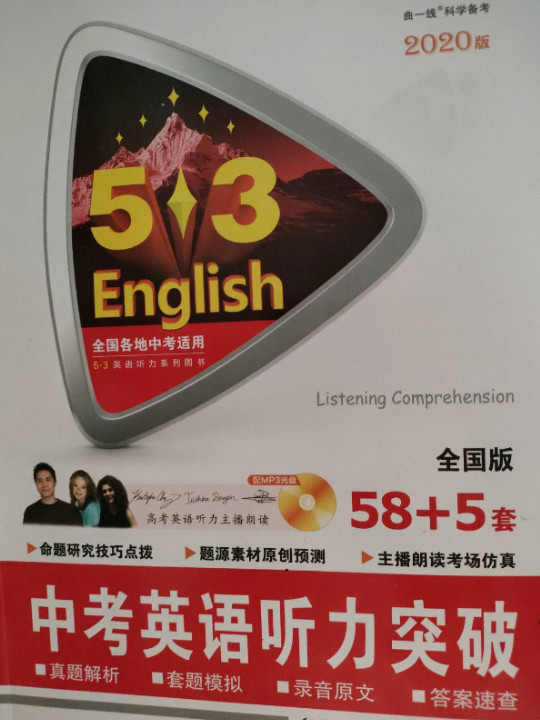 曲一线®科学备考
2020版
5·3
English
全国各地中考适用
5·3英语听力系列图书
Listening Comprehension
全国版
配MP3光盘
高考英语听力主播朗读
58+5套
▶命题研究技巧点拨 ▶题源素材原创预测 ▶主播朗读考场仿真
中考英语听力突破
■真题解析 ■套题模拟 ■录音原文 ■答案速查